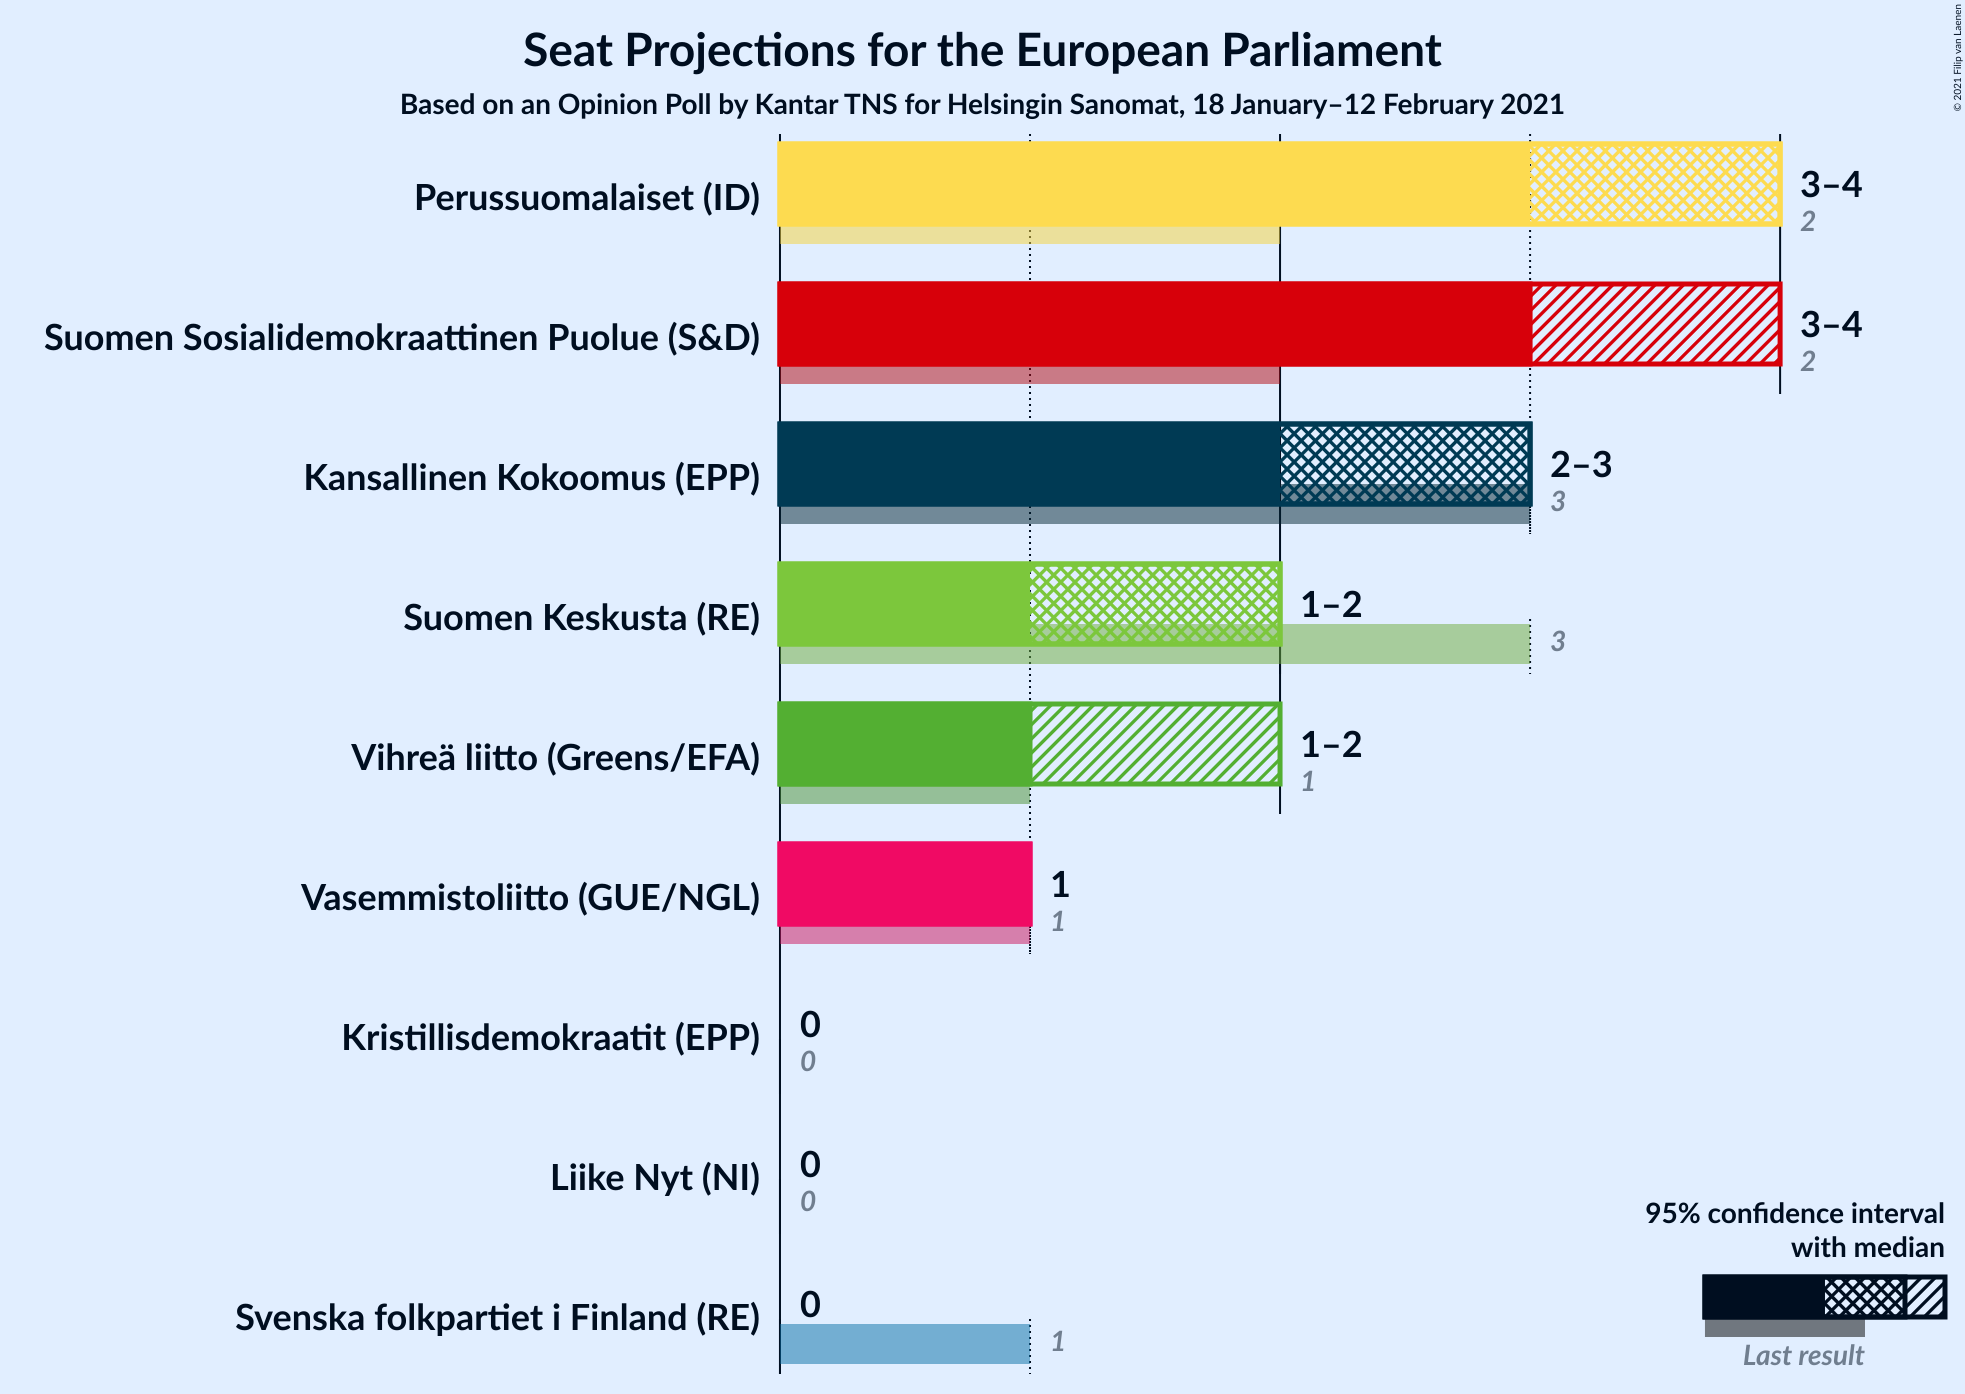 Seat Projections for the European Parliament
Based on an Opinion Poll by Kantar TNS for Helsingin Sanomat, 18 January–12 February 2021
© 2021 Filip van Laenen
Perussuomalaiset (ID)
3–4
2
Suomen Sosialidemokraattinen Puolue (S&D)
3–4
2
Kansallinen Kokoomus (EPP)
2–3
3
Suomen Keskusta (RE)
1–2
3
Vihreä liitto (Greens/EFA)
1–2
1
Vasemmistoliitto (GUE/NGL)
1
1
Kristillisdemokraatit (EPP)
0
0
Liike Nyt (NI)
0
0
Svenska folkpartiet i Finland (RE)
0
1
95% confidence interval
with median
Last result